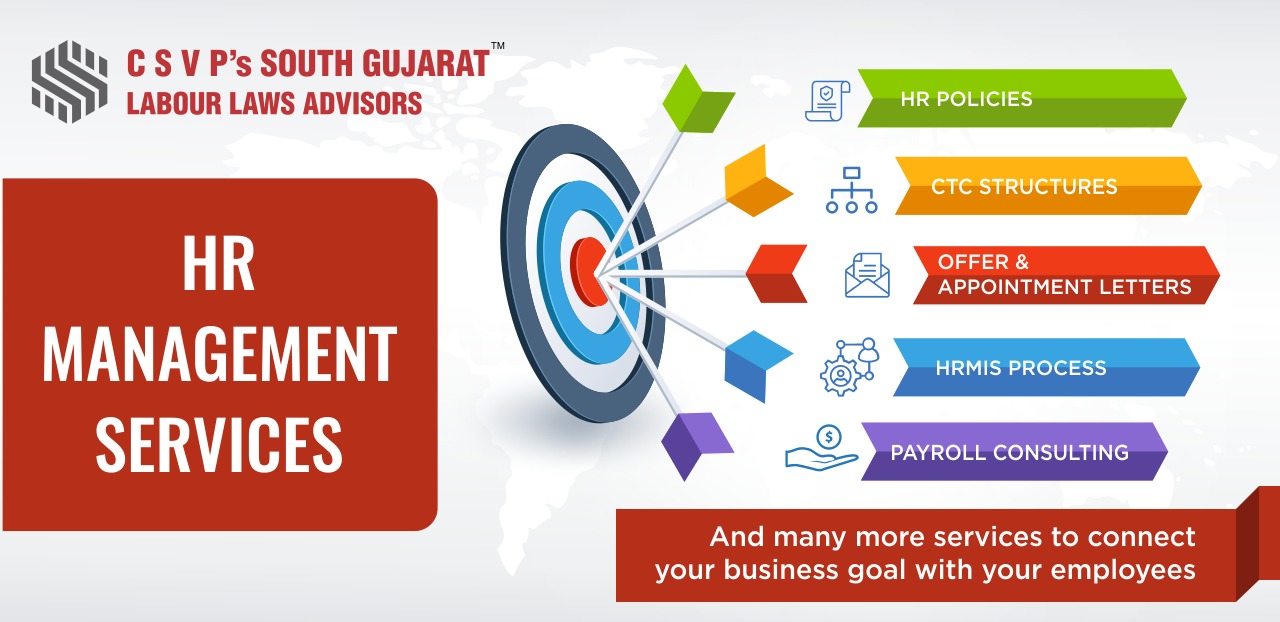 C S V P's SOUTH GUJARAT™
LABOUR LAWS ADVISORS
HR
MANAGEMENT
SERVICES
HR POLICIES
CTC STRUCTURES
OFFER &
APPOINTMENT LETTERS
HRMIS PROCESS
$
PAYROLL CONSULTING
And many more services to connect
your business goal with your employees